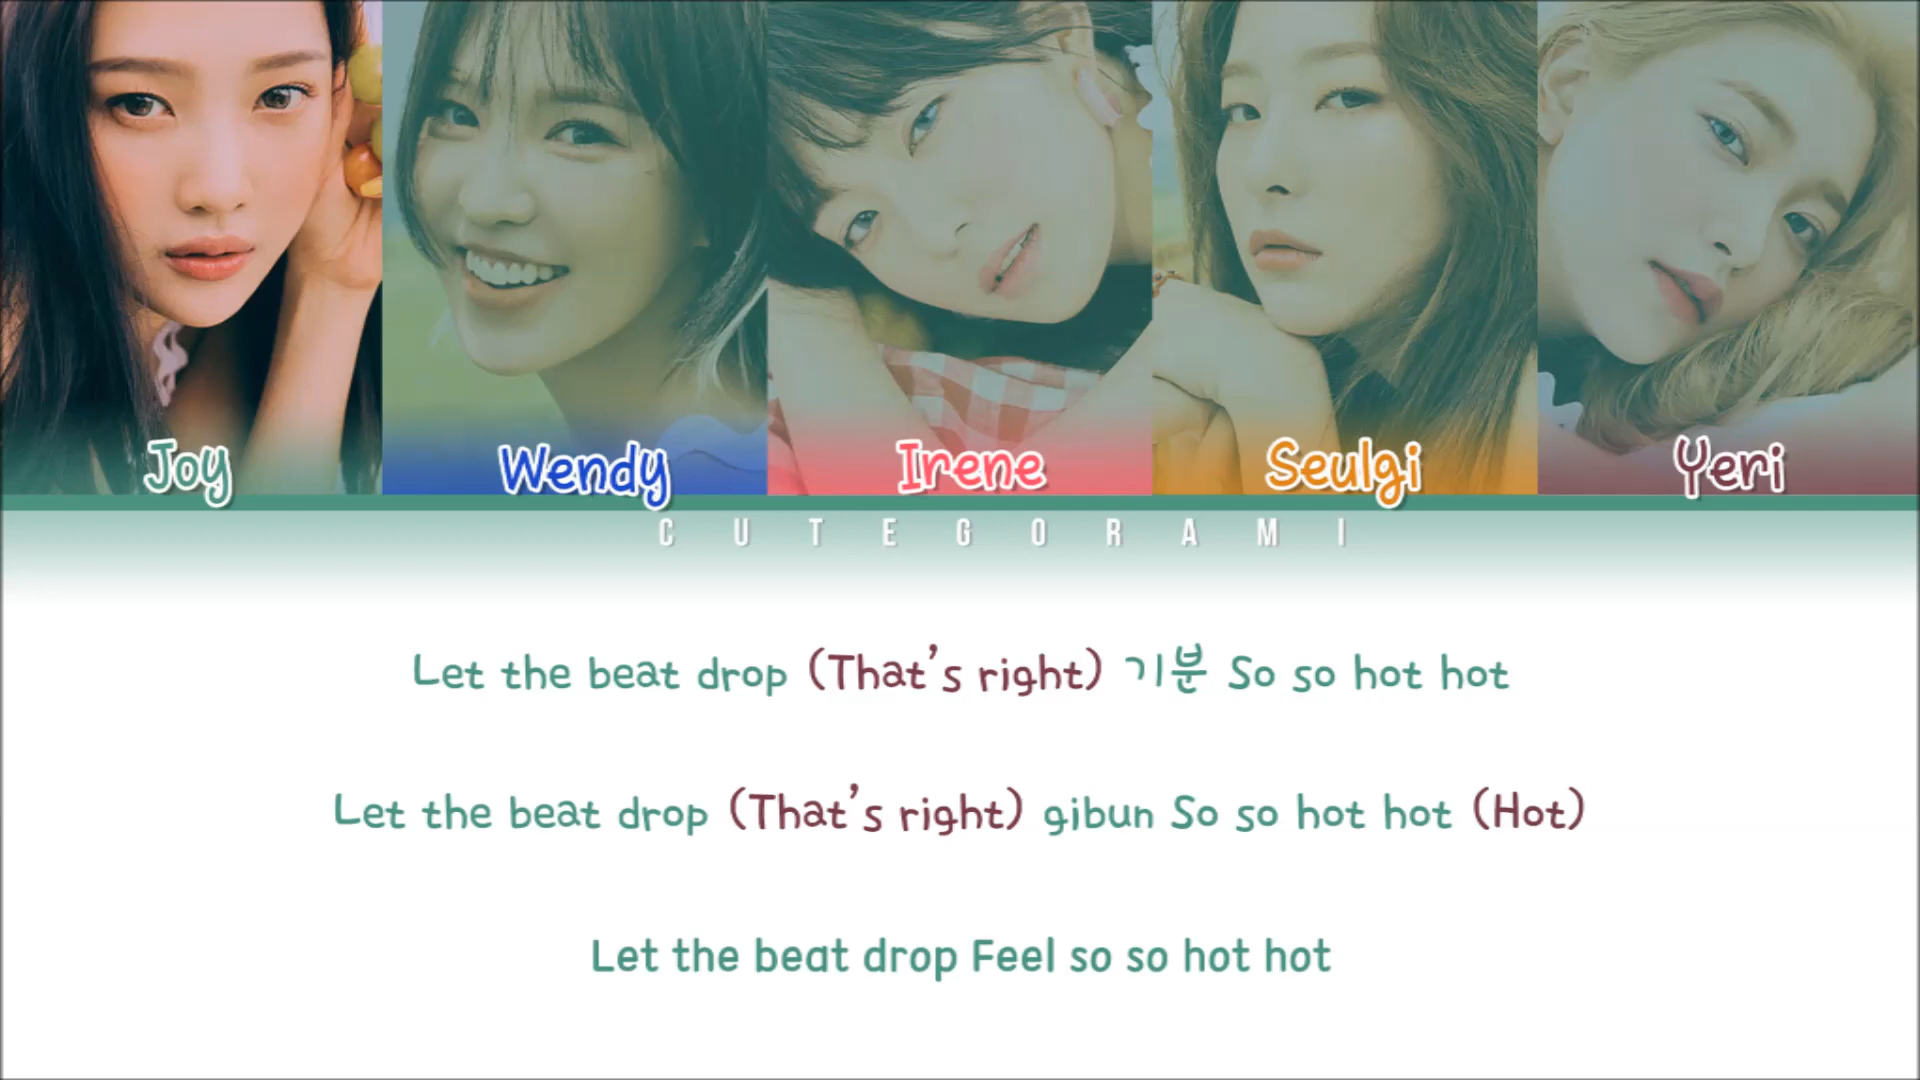 Joy Wendy Irene Seulgi Yeri
CUTEGORAMI
Let the beat drop (That's right) 기분 So so hot hot
Let the beat drop (That's right) gibun So so hot hot (Hot)
Let the beat drop Feel so so hot hot